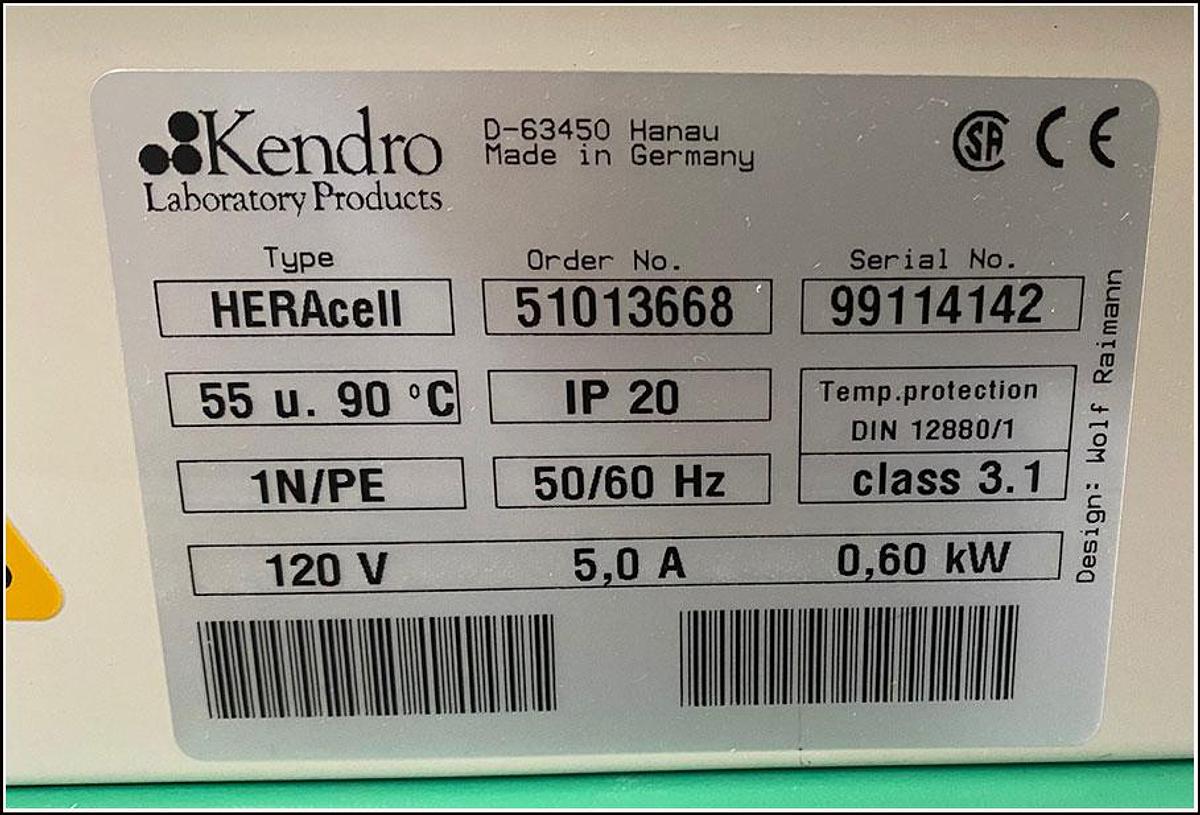 Kendro
Laboratory Products
D-63450 Hanau
Made in Germany
SA CE
Type Order No. Serial No.
HERAcell 51013668 99114142
55 u. 90 °C IP 20 Temp.protection
DIN 12880/1
1N/PE 50/60 Hz class 3.1
120 V 5,0 A 0,60 kW
Design: Wolf Raimann